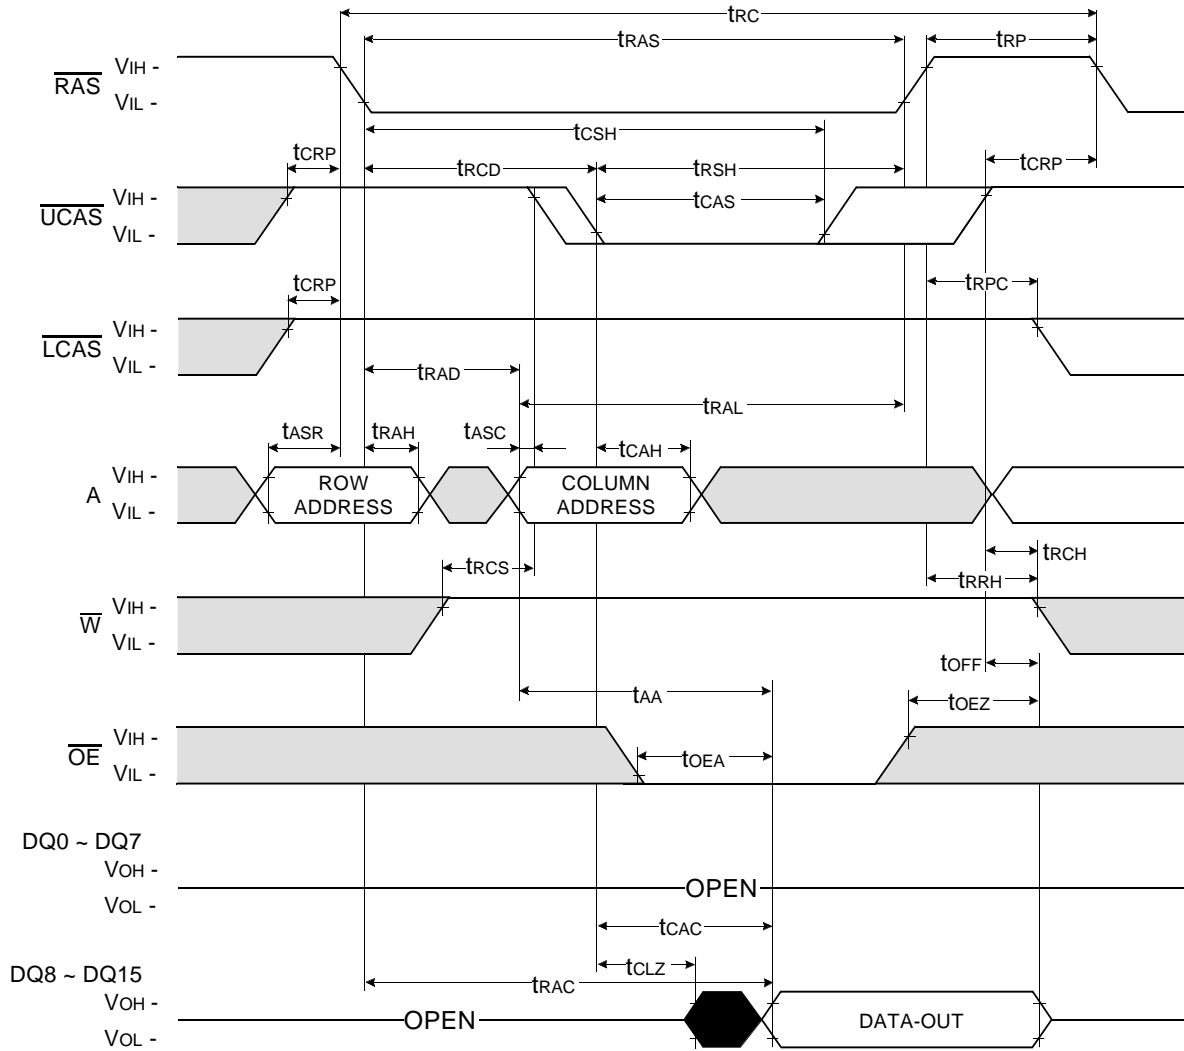 tRC
tRAS
tRP
RAS
VIH -
VIL -
tCSH
tCRP
tRCD
tRSH
tCRP
UCAS
VIH -
VIL -
tCAS
tCRP
tRPC
LCAS
VIH -
VIL -
tRAD
tRAL
tASR
tRAH
tASC
tCAH
A
VIH -
VIL -
ROW
ADDRESS
COLUMN
ADDRESS
tRCS
tRCH
tRRH
W
VIH -
VIL -
tOFF
tAA
tOEZ
OE
VIH -
VIL -
tOEA
DQ0 ~ DQ7
VOH -
VOL -
OPEN
tCAC
tCLZ
DQ8 ~ DQ15
tRAC
VOH -
VOL -
OPEN
DATA-OUT